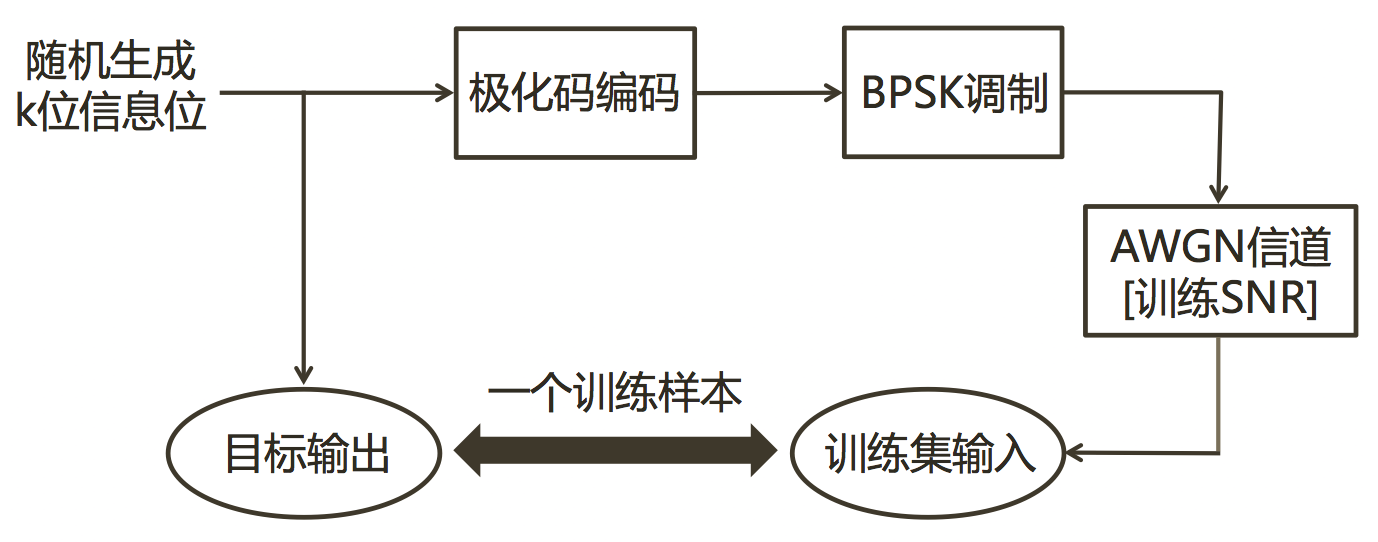 随机生成
k位信息位
极化码编码
BPSK调制
AWGN信道
[训练SNR]
一个训练样本
目标输出
训练集输入